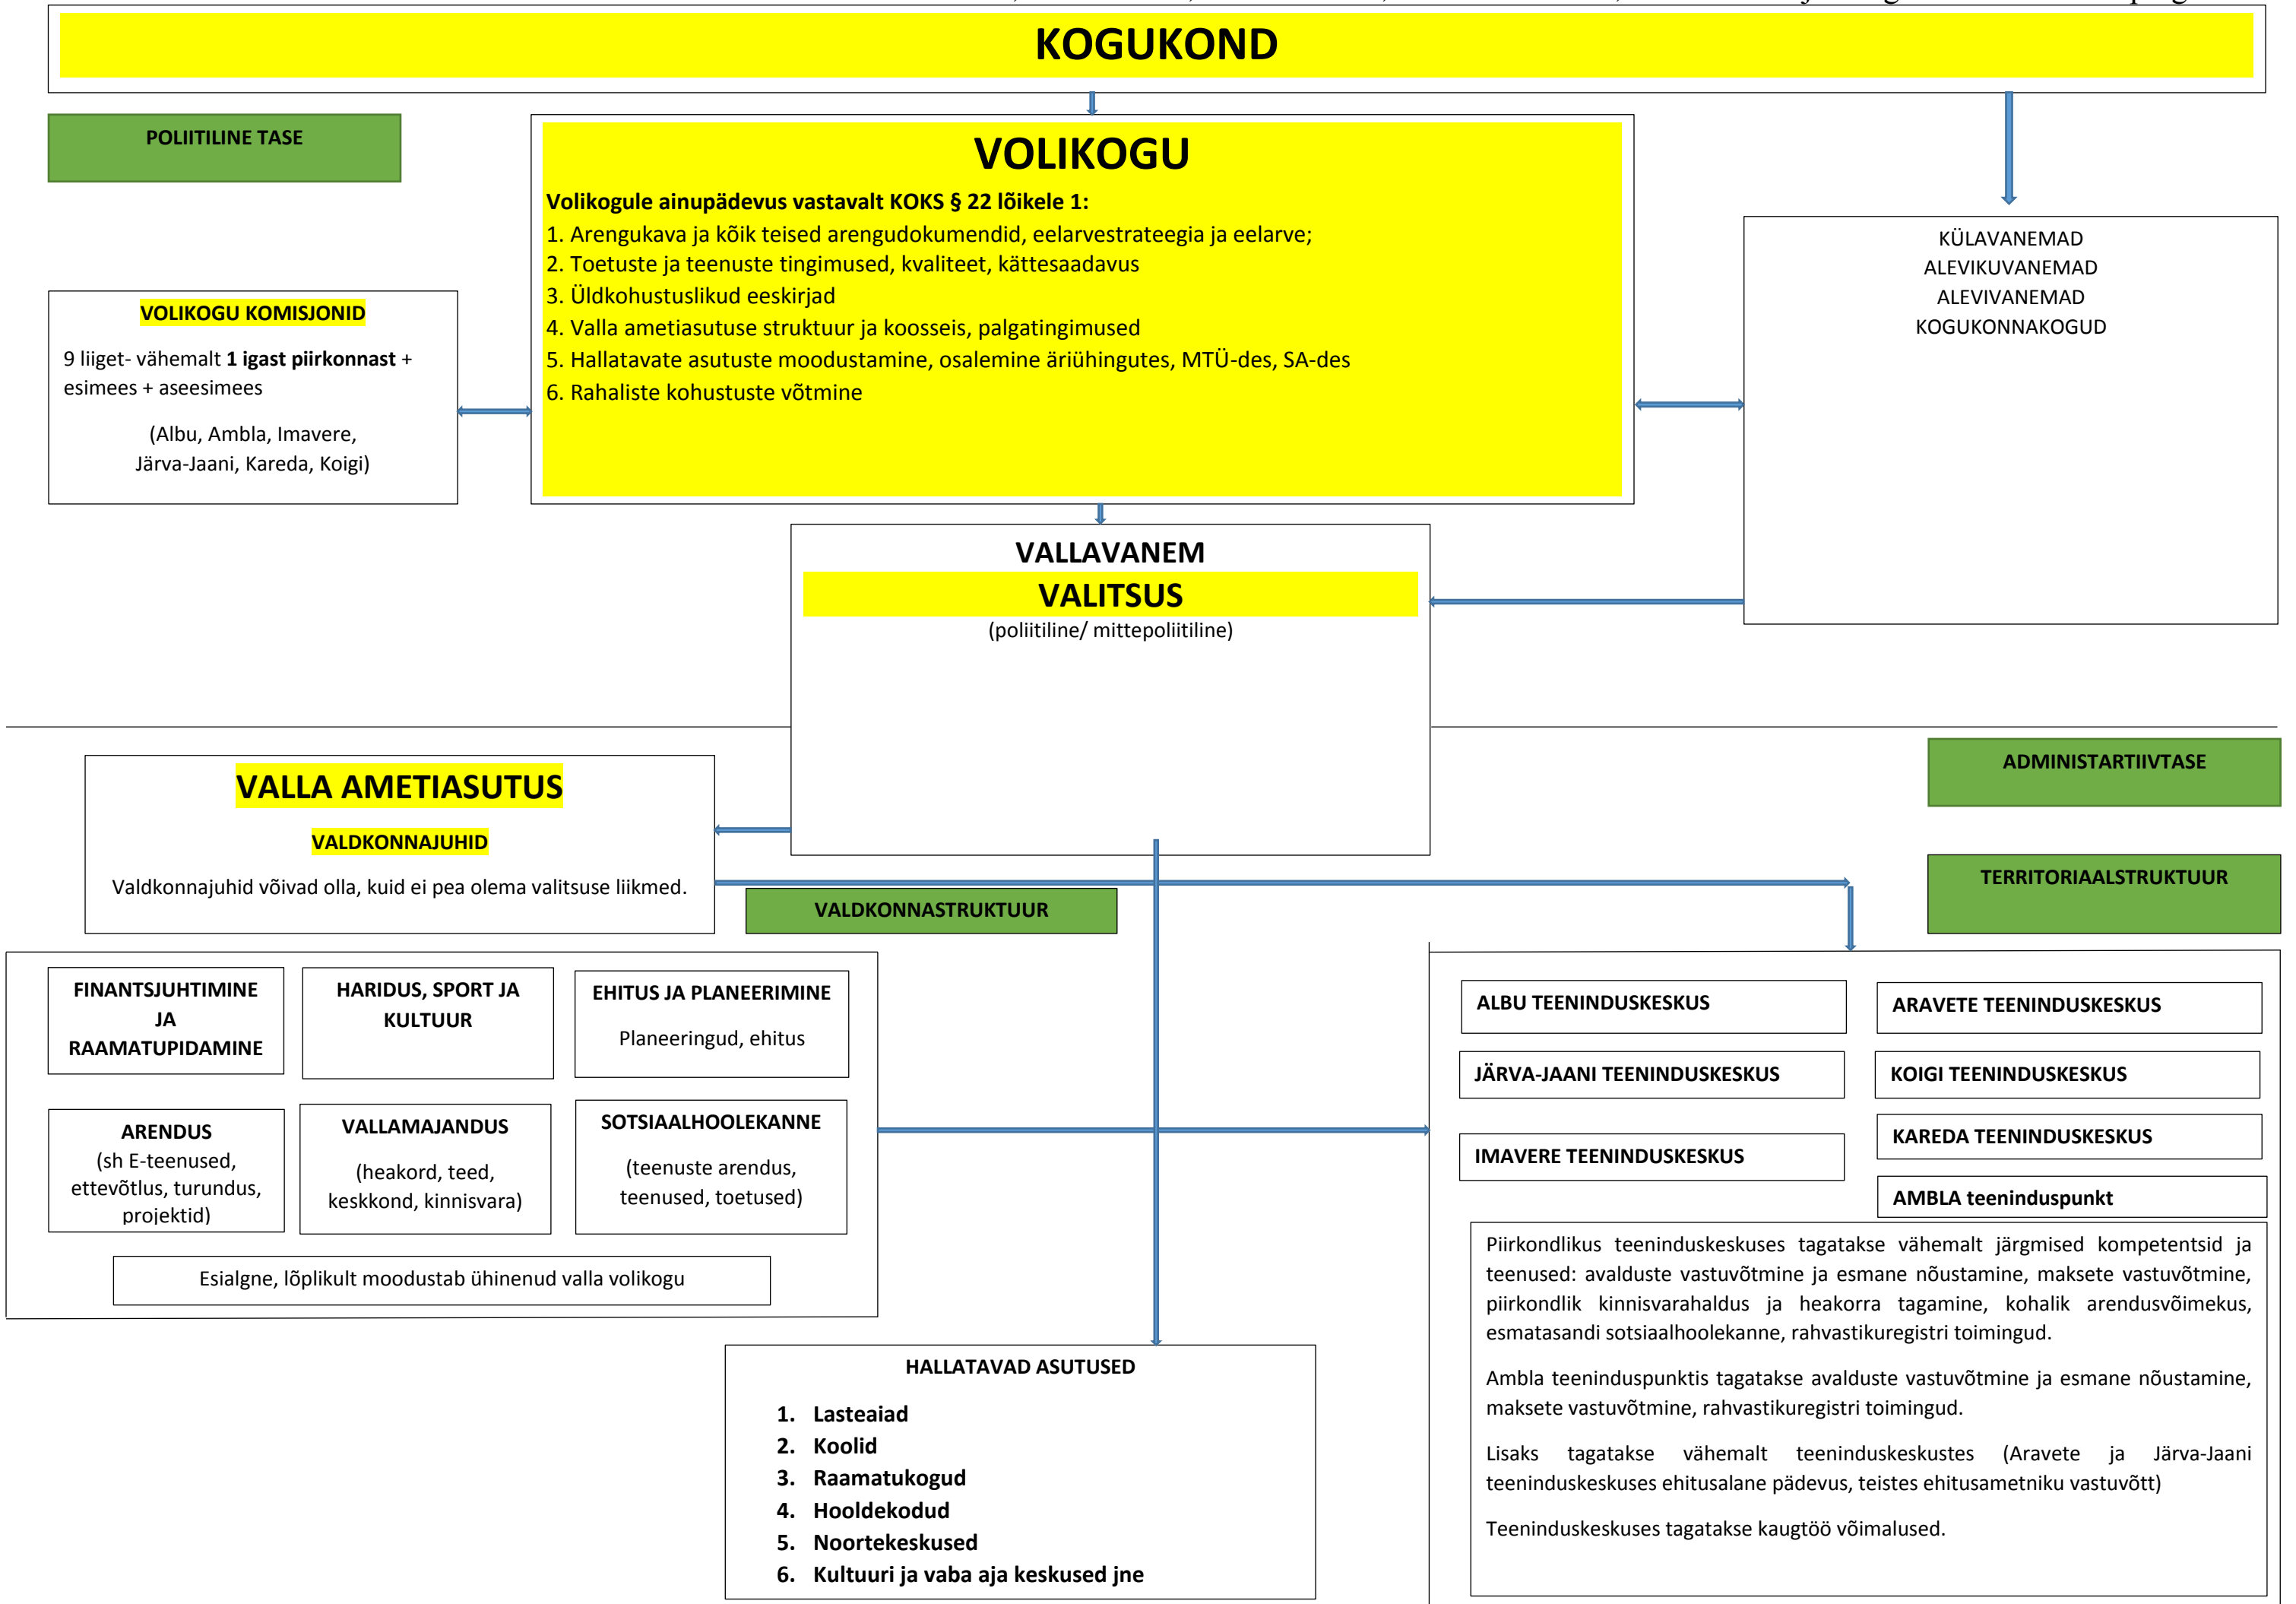 KOGUKOND
POLIITILINE TASE
VOLIKOGU
Volikogule ainupädevus vastavalt KOKS § 22 lõikele 1:
1. Arengukava ja kõik teised arengudokumendid, eelarvestrateegia ja eelarve;
2. Toetuste ja teenuste tingimused, kvaliteet, kättesaadavus
3. Üldkohustuslikud eeskirjad
4. Valla ametiasutuse struktuur ja koosseis, palgatingimused
5. Hallatavate asutuste moodustamine, osalemine äriühingutes, MTÜ-des, SA-des
6. Rahaliste kohustuste võtmine
KÜLAVANEMAD
ALEVIKUVANEMAD
ALEVIVANEMAD
KOGUKONNAKOGUD
VOLIKOGU KOMISJONID
9 liiget- vähemalt 1 igast piirkonnast +
esimees + aseesimees
(Albu, Ambla, Imavere,
Järva-Jaani, Kareda, Koigi)
VALLAVANEM
VALITSUS
(poliitiline/ mittepoliitiline)
ADMINISTARTIIVTASE
VALLA AMETIASUTUS
VALDKONNAJUHID
Valdkonnajuhid võivad olla, kuid ei pea olema valitsuse liikmed.
TERRITORIAALSTRUKTUUR
VALDKONNASTRUKTUUR
FINANTSJUHTIMINE
JA
RAAMATUPIDAMINE
HARIDUS, SPORT JA
KULTUUR
EHITUS JA PLANEERIMINE
Planeeringud, ehitus
ARENDUS
(sh E-teenused,
ettevõtlus, turundus,
projektid)
VALLAMAJANDUS
(heakord, teed,
keskkond, kinnisvara)
SOTSIAALHOOLEKANNE
(teenuste arendus,
teenused, toetused)
Esialgne, lõplikult moodustab ühinenud valla volikogu
ALBU TEENINDUSKESKUS
ARAVETE TEENINDUSKESKUS
JÄRVA-JAANI TEENINDUSKESKUS
KOIGI TEENINDUSKESKUS
KAREDA TEENINDUSKESKUS
IMAVERE TEENINDUSKESKUS
AMBLA teeninduspunkt
Piirkondlikus teeninduskeskuses tagatakse vähemalt järgmised kompetentsid ja
teenused: avalduste vastuvõtmine ja esmane nõustamine, maksete vastuvõtmine,
piirkondlik kinnisvarahaldus ja heakorra tagamine, kohalik arendusvõimekus,
esmatasandi sotsiaalhoolekanne, rahvastikuregistri toimingud.
Ambla teeninduspunktis tagatakse avalduste vastuvõtmine ja esmane nõustamine,
maksete vastuvõtmine, rahvastikuregistri toimingud.
Lisaks tagatakse vähemalt teeninduskeskustes (Aravete ja Järva-Jaani
teeninduskeskuses ehitusalane pädevus, teistes ehitusametniku vastuvõtt)
Teeninduskeskuses tagatakse kaugtöö võimalused.
HALLATAVAD ASUTUSED
1. Lasteaiad
2. Koolid
3. Raamatukogud
4. Hooldekodud
5. Noortekeskused
6. Kultuuri ja vaba aja keskused jne